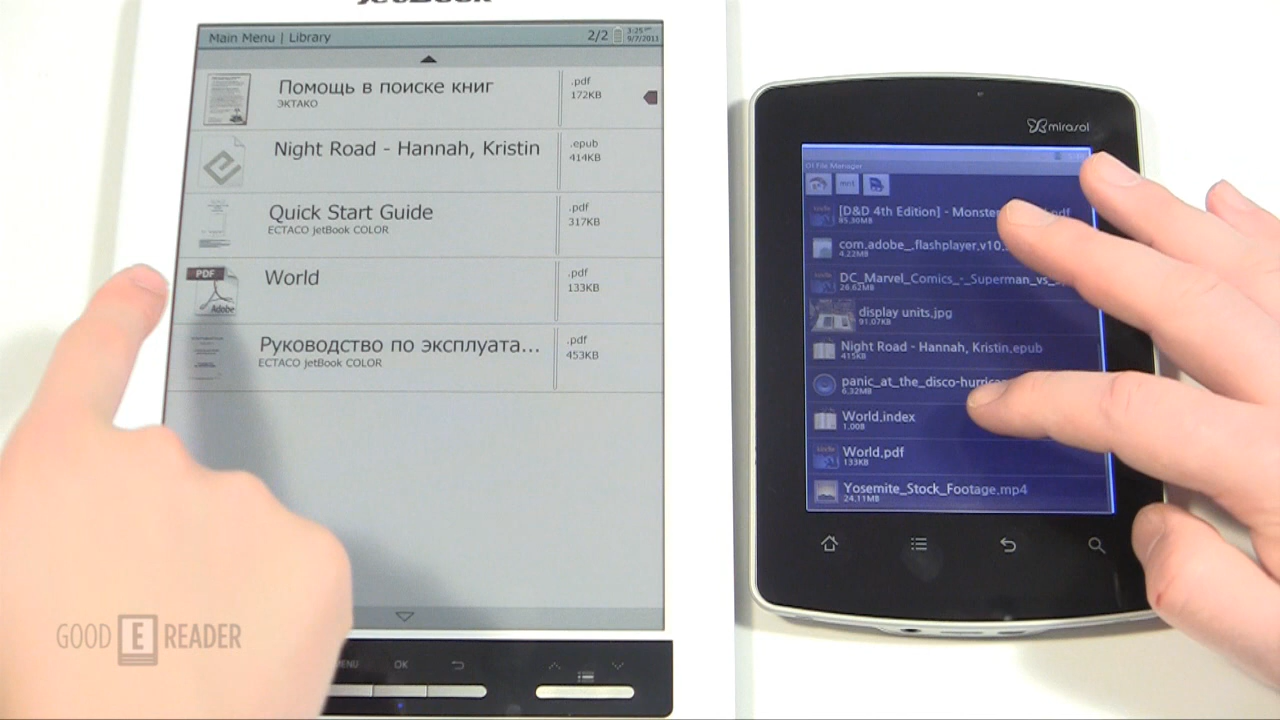 jetBook
Main Menu | Library
2/2
3:25 PM
9/7/2011
Помощь в поиске книг
ЭКТАКО
.pdf
172KB
Night Road - Hannah, Kristin
.epub
414KB
Quick Start Guide
ECTACO jetBook COLOR
.pdf
317KB
PDF
Adobe
World
.pdf
133KB
Руководство по эксплуата...
ECTACO jetBook COLOR
.pdf
453KB
MENU
OK
GOOD E READER
mirasol
OI File Manager
mnt
[D&D 4th Edition] - Monster
.pdf
85.30MB
com.adobe_.flashplayer.v10.
4.22MB
DC_Marvel_Comics_-_Superman_vs_
26.62MB
display units.jpg
91.07KB
Night Road - Hannah, Kristin.epub
415KB
panic_at_the_disco-hurrica
6.32MB
World.index
1.00B
kindle
World.pdf
133KB
Yosemite_Stock_Footage.mp4
24.11MB